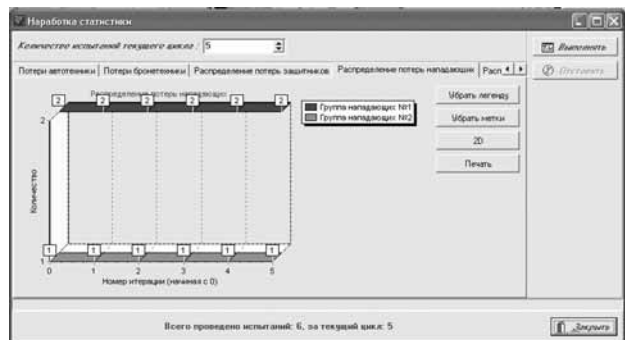 Наработка статистики
Количество испытаний текущего цикла : 5
Выполнить
Потери автотехники Потери бронетехники Распределение потерь защитников Распределение потерь нападающих Расп
Отставить
Распределение потерь нападающих
2 2 2 2 2 2
Группа нападающих №1
Группа нападающих №2
Убрать легенду
Убрать метки
2D
Печать
2
Количество
1 1 1 1 1 1
1
0 1 2 3 4 5
Номер итерации (начиная с 0)
Всего проведено испытаний: 6, за текущий цикл: 5
Закрыть